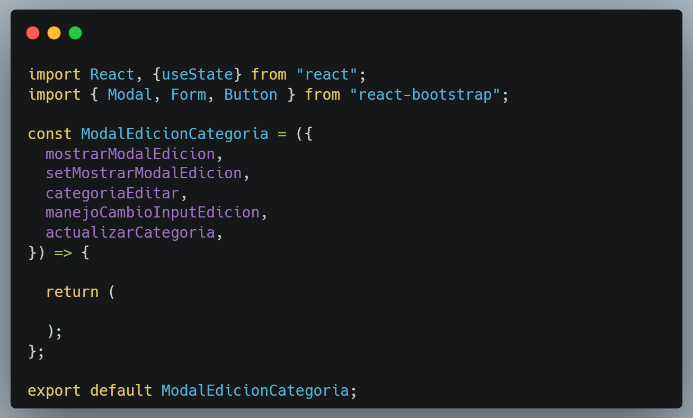 import React, {useState} from "react";
import { Modal, Form, Button } from "react-bootstrap";

const ModalEdicionCategoria = ({
  mostrarModalEdicion,
  setMostrarModalEdicion,
  categoriaEditar,
  manejoCambioInputEdicion,
  actualizarCategoria,
}) => {

  return (

  );
};

export default ModalEdicionCategoria;